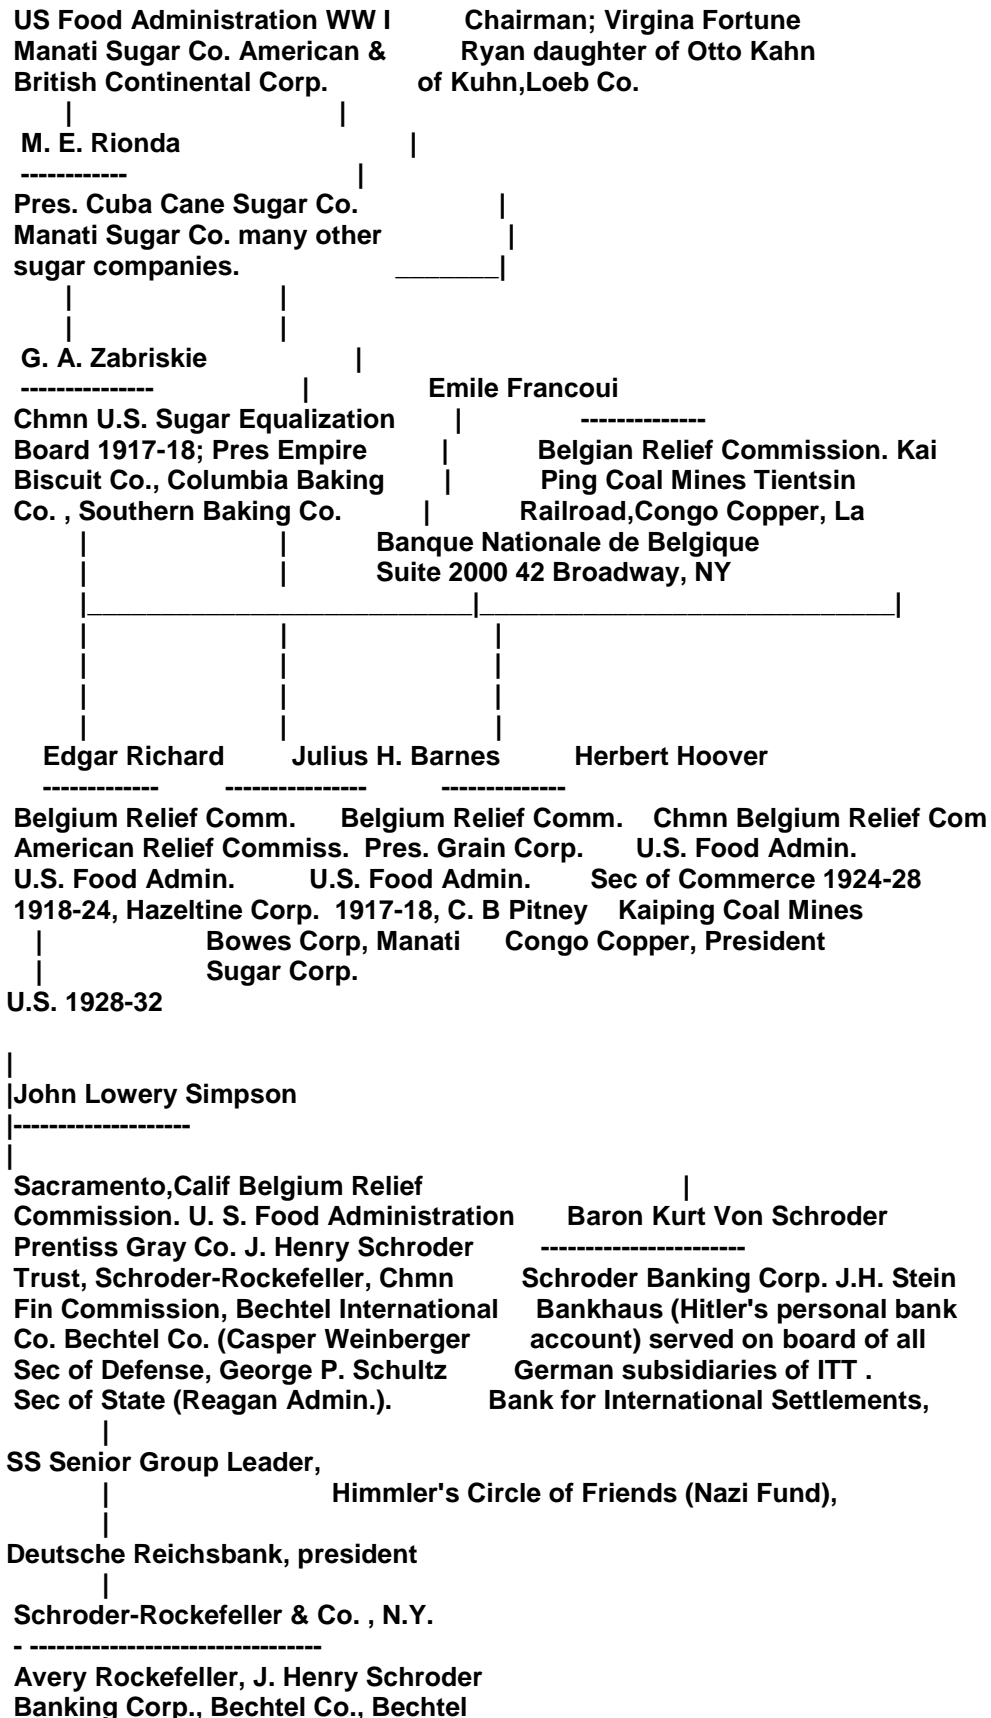 US Food Administration WW I Chairman; Virgina Fortune
Manati Sugar Co. American & Ryan daughter of Otto Kahn
British Continental Corp. of Kuhn,Loeb Co.
| |
M. E. Rionda |
------------ |
Pres. Cuba Cane Sugar Co. |
Manati Sugar Co. many other |
sugar companies. _______|
| |
| |
G. A. Zabriskie |
--------------- | Emile Francoui
Chmn U.S. Sugar Equalization | --------------
Board 1917-18; Pres Empire | Belgian Relief Commission. Kai
Biscuit Co., Columbia Baking | Ping Coal Mines Tientsin
Co. , Southern Baking Co. | Railroad,Congo Copper, La
| | Banque Nationale de Belgique
| | Suite 2000 42 Broadway, NY
|__________________________|____________________________|
| | |
| | |
| | |
| | |
Edgar Richard Julius H. Barnes Herbert Hoover
------------- ---------------- --------------
Belgium Relief Comm. Belgium Relief Comm. Chmn Belgium Relief Com
American Relief Commiss. Pres. Grain Corp. U.S. Food Admin.
U.S. Food Admin. U.S. Food Admin. Sec of Commerce 1924-28
1918-24, Hazeltine Corp. 1917-18, C. B Pitney Kaiping Coal Mines
| Bowes Corp, Manati Congo Copper, President
| Sugar Corp.
U.S. 1928-32
|
|John Lowery Simpson
|--------------------
|
Sacramento,Calif Belgium Relief |
Commission. U. S. Food Administration Baron Kurt Von Schroder
Prentiss Gray Co. J. Henry Schroder -----------------------
Trust, Schroder-Rockefeller, Chmn Schroder Banking Corp. J.H. Stein
Fin Commission, Bechtel International Bankhaus (Hitler's personal bank
Co. Bechtel Co. (Casper Weinberger account) served on board of all
Sec of Defense, George P. Schultz German subsidiaries of ITT .
Sec of State (Reagan Admin.). Bank for International Settlements,
|
SS Senior Group Leader,
| Himmler's Circle of Friends (Nazi Fund),
|
Deutsche Reichsbank, president
|
Schroder-Rockefeller & Co. , N.Y.
- ---------------------------------
Avery Rockefeller, J. Henry Schroder
Banking Corp., Bechtel Co., Bechtel